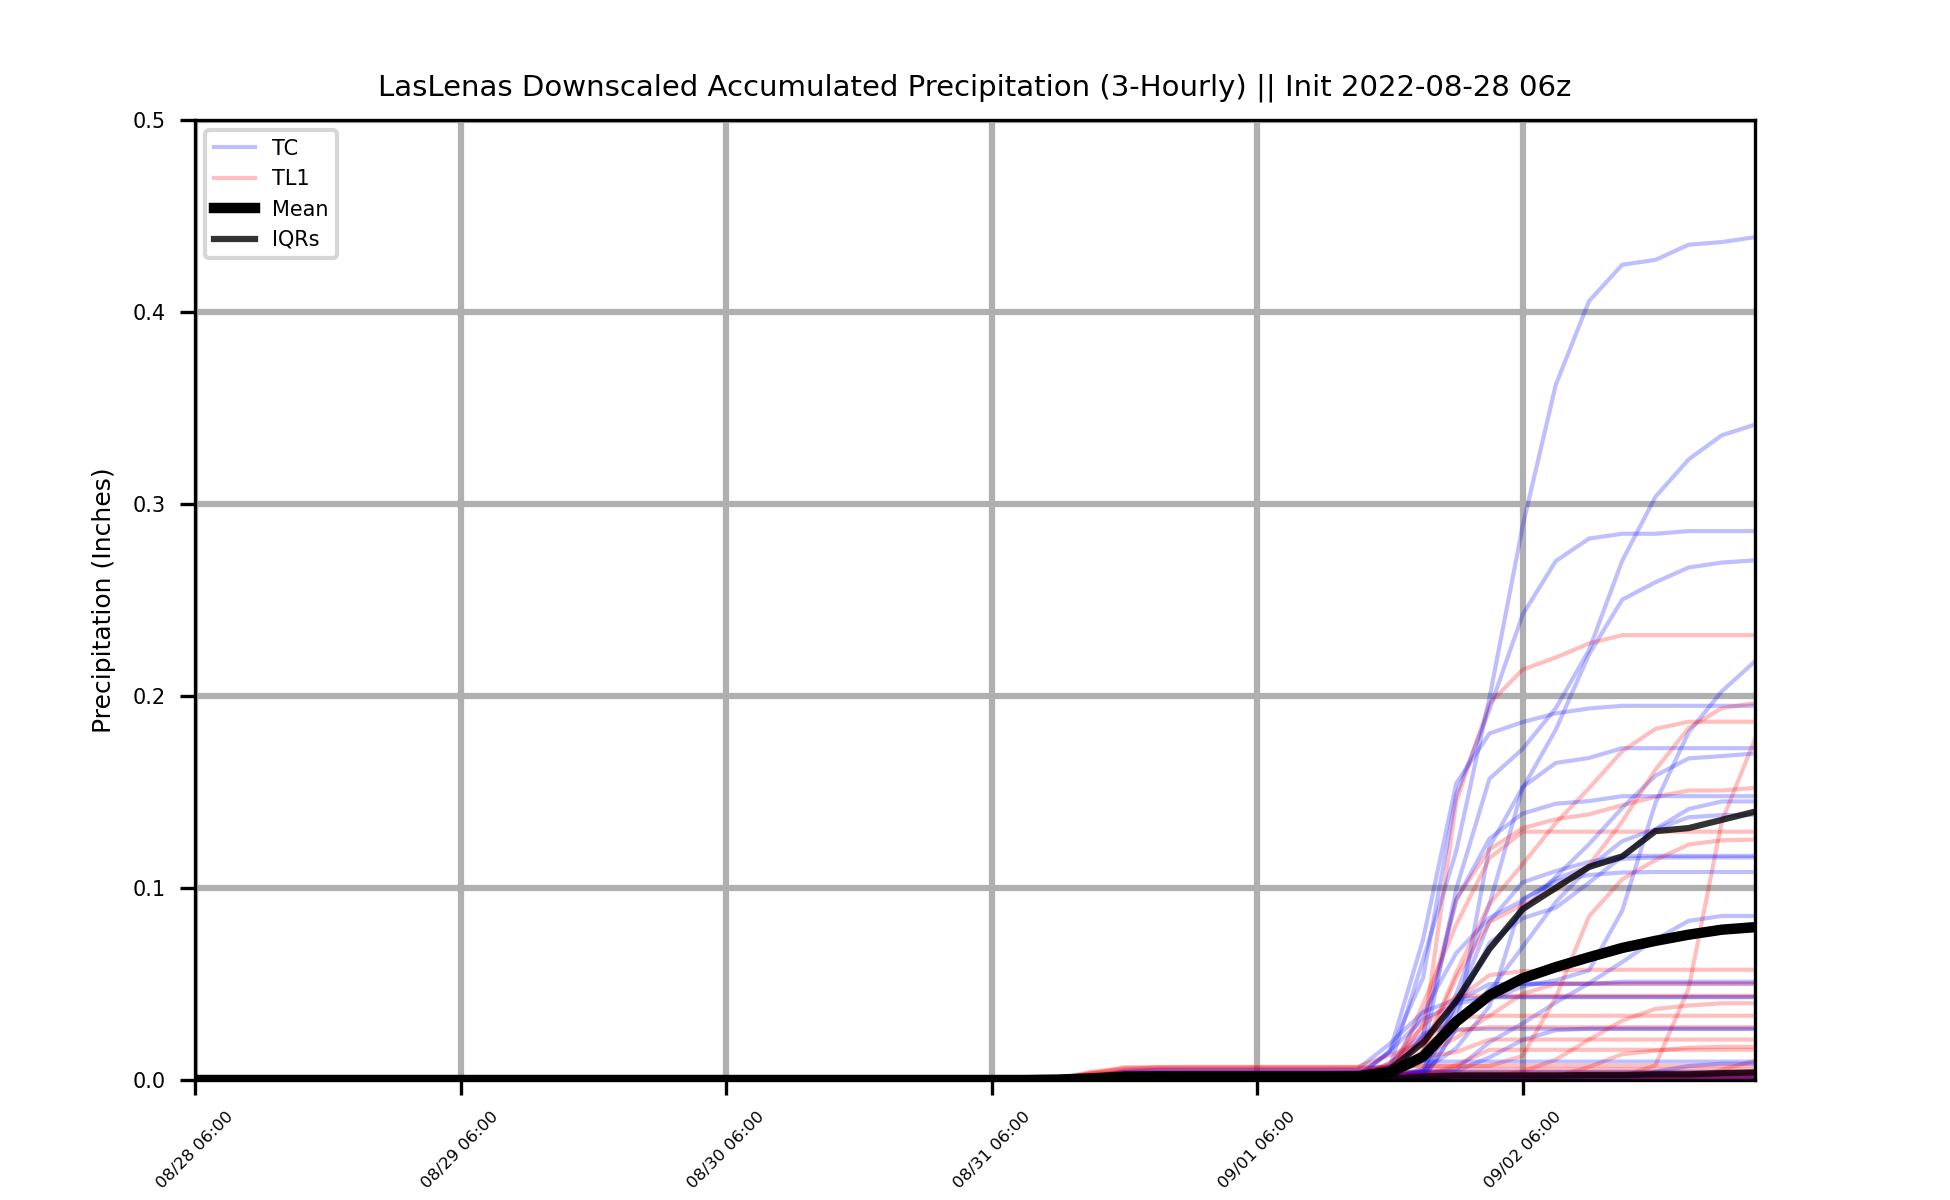 LasLenas Downscaled Accumulated Precipitation (3-Hourly) || Init 2022-08-28 06z
Precipitation (Inches)
0.5
0.4
0.3
0.2
0.1
0.0
TC
TL1
Mean
IQRs
08/28 06:00
08/29 06:00
08/30 06:00
08/31 06:00
09/01 06:00
09/02 06:00